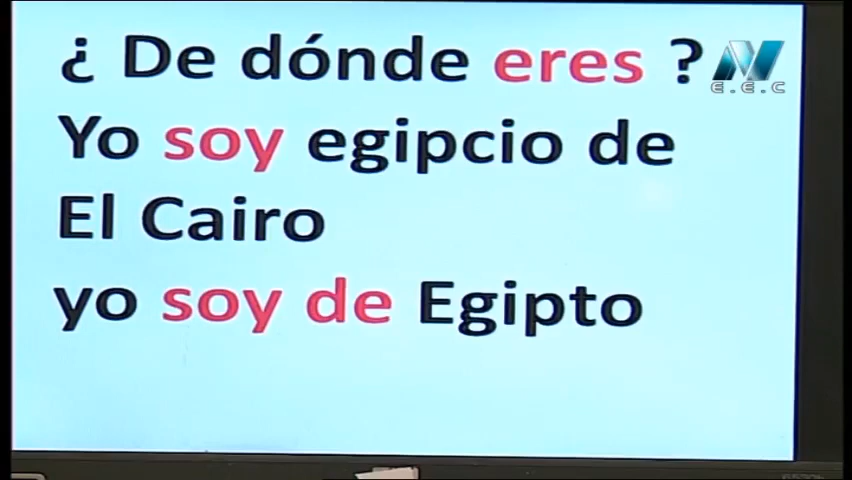 ¿ De dónde eres ?
Yo soy egipcio de
El Cairo
yo soy de Egipto
E.E.C